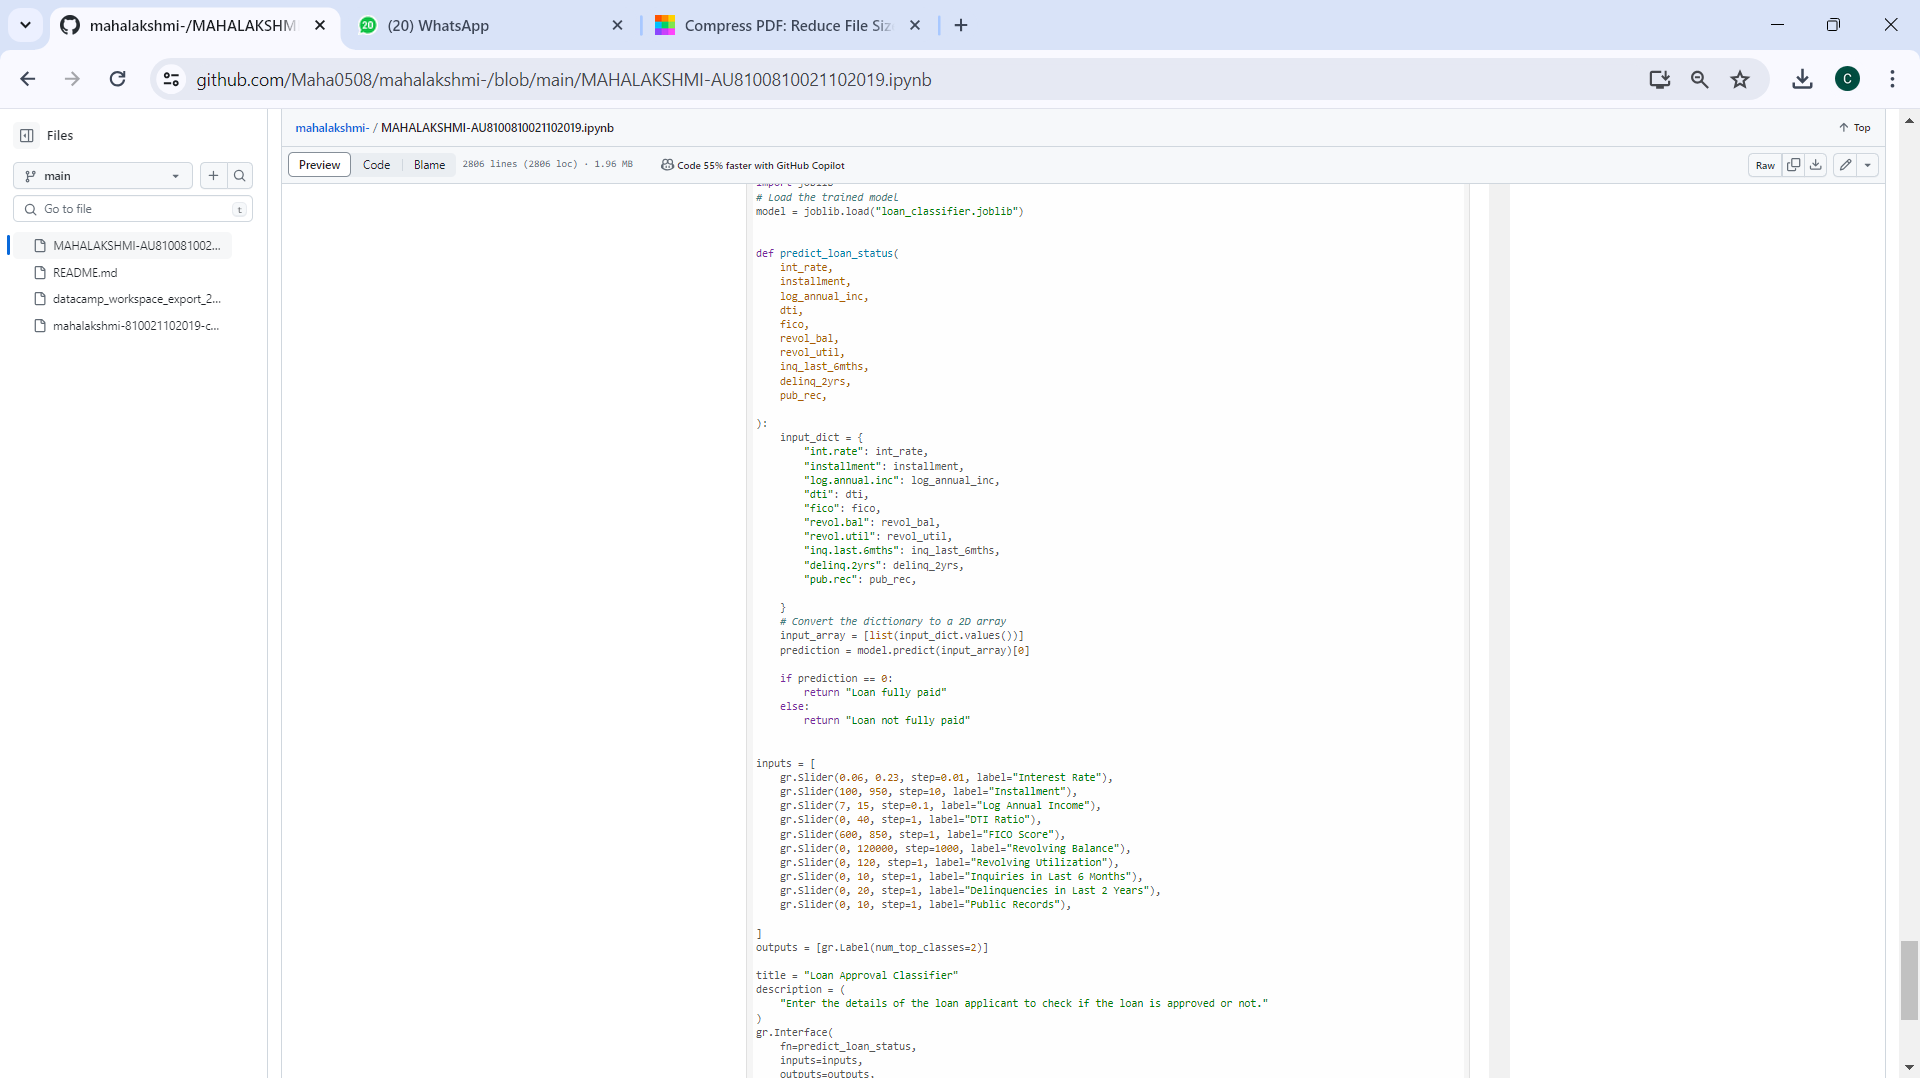 mahalakshmi-/MAHALAKSHM
(20) WhatsApp
Compress PDF: Reduce File Siz
github.com/Maha0508/mahalakshmi-/blob/main/MAHALAKSHMI-AU8100810021102019.ipynb
C
Files
main
Go to file
t
MAHALAKSHMI-AU810081002...
README.md
datacamp_workspace_export_2...
mahalakshmi-810021102019-c...
mahalakshmi- / MAHALAKSHMI-AU8100810021102019.ipynb
Top
Preview Code Blame 2806 lines (2806 loc) · 1.96 MB Code 55% faster with GitHub Copilot
Raw
import joblib
# Load the trained model
model = joblib.load("loan_classifier.joblib")
def predict_loan_status(
int_rate,
installment,
log_annual_inc,
dti,
fico,
revol_bal,
revol_util,
inq_last_6mths,
delinq_2yrs,
pub_rec,
):
input_dict = {
"int.rate": int_rate,
"installment": installment,
"log.annual.inc": log_annual_inc,
"dti": dti,
"fico": fico,
"revol.bal": revol_bal,
"revol.util": revol_util,
"inq.last.6mths": inq_last_6mths,
"delinq.2yrs": delinq_2yrs,
"pub.rec": pub_rec,
}
# Convert the dictionary to a 2D array
input_array = [list(input_dict.values())]
prediction = model.predict(input_array)[0]
if prediction == 0:
return "Loan fully paid"
else:
return "Loan not fully paid"
inputs = [
gr.Slider(0.06, 0.23, step=0.01, label="Interest Rate"),
gr.Slider(100, 950, step=10, label="Installment"),
gr.Slider(7, 15, step=0.1, label="Log Annual Income"),
gr.Slider(0, 40, step=1, label="DTI Ratio"),
gr.Slider(600, 850, step=1, label="FICO Score"),
gr.Slider(0, 120000, step=1000, label="Revolving Balance"),
gr.Slider(0, 120, step=1, label="Revolving Utilization"),
gr.Slider(0, 10, step=1, label="Inquiries in Last 6 Months"),
gr.Slider(0, 20, step=1, label="Delinquencies in Last 2 Years"),
gr.Slider(0, 10, step=1, label="Public Records"),
]
outputs = [gr.Label(num_top_classes=2)]
title = "Loan Approval Classifier"
description = (
"Enter the details of the loan applicant to check if the loan is approved or not."
)
gr.Interface(
fn=predict_loan_status,
inputs=inputs,
outputs=outputs,